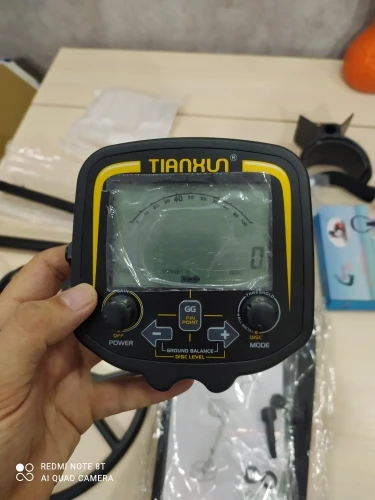 TIANXUN®
40
0
GG
PIN
POINT
THRESHOLD
OFF
POWER
-
+
DISC
MODE
GROUND BALANCE
DISC LEVEL
REDMI NOTE 8T
AI QUAD CAMERA